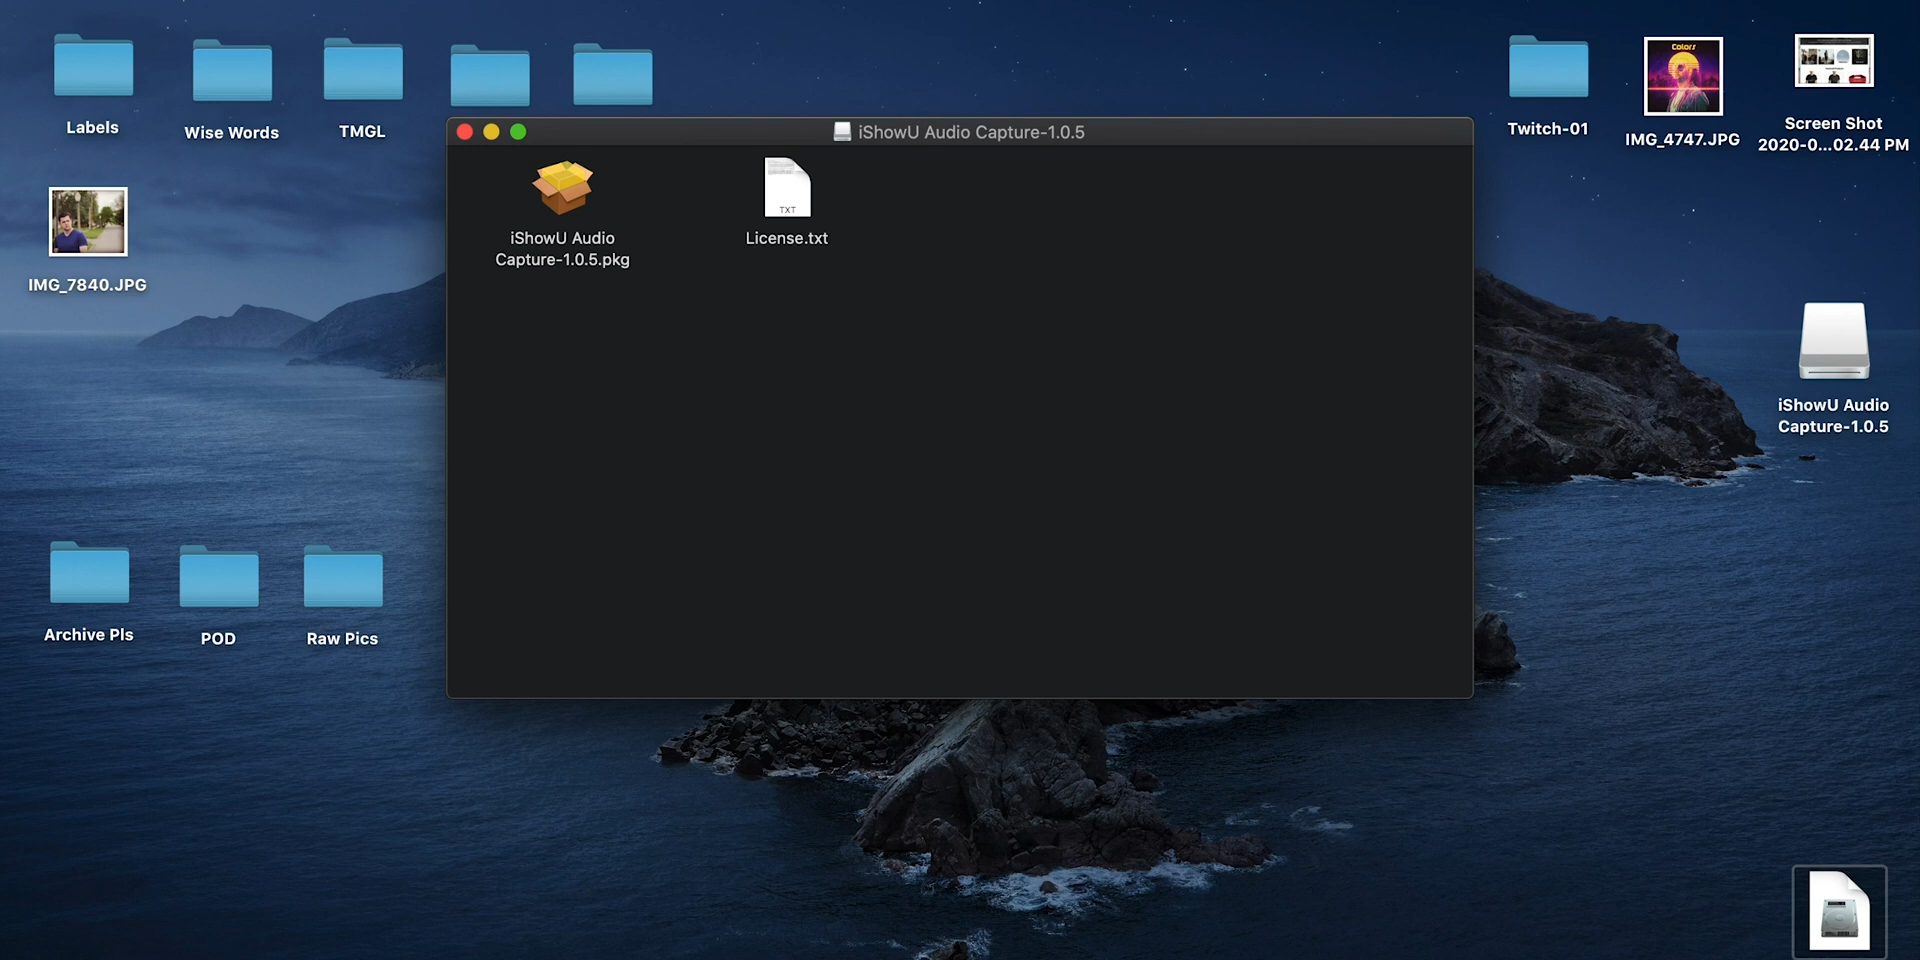 Labels
Wise Words
TMGL
iShowU Audio Capture-1.0.5
Twitch-01
Colors
IMG_4747.JPG
Screen Shot
2020-0...02.44 PM
TXT
iShowU Audio
Capture-1.0.5.pkg
License.txt
IMG_7840.JPG
iShowU Audio
Capture-1.0.5
Archive Pls
POD
Raw Pics